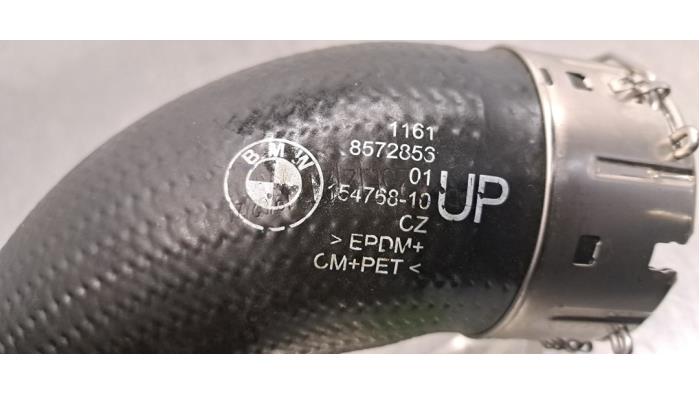 BMW
1161
8572853
01
154768-10
UP
CZ
> EPDM+
CM+PET <